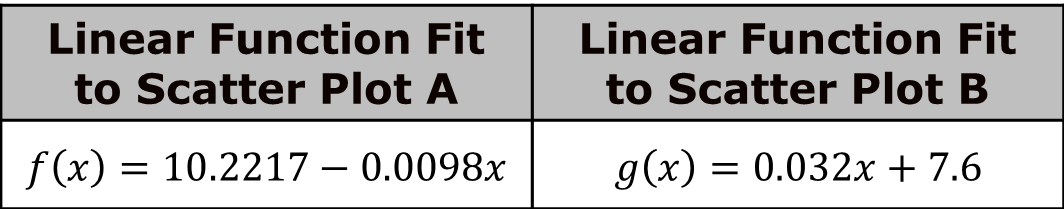 Linear Function Fit
to Scatter Plot A
Linear Function Fit
to Scatter Plot B
f(x) = 10.2217 − 0.0098x
g(x) = 0.032x + 7.6